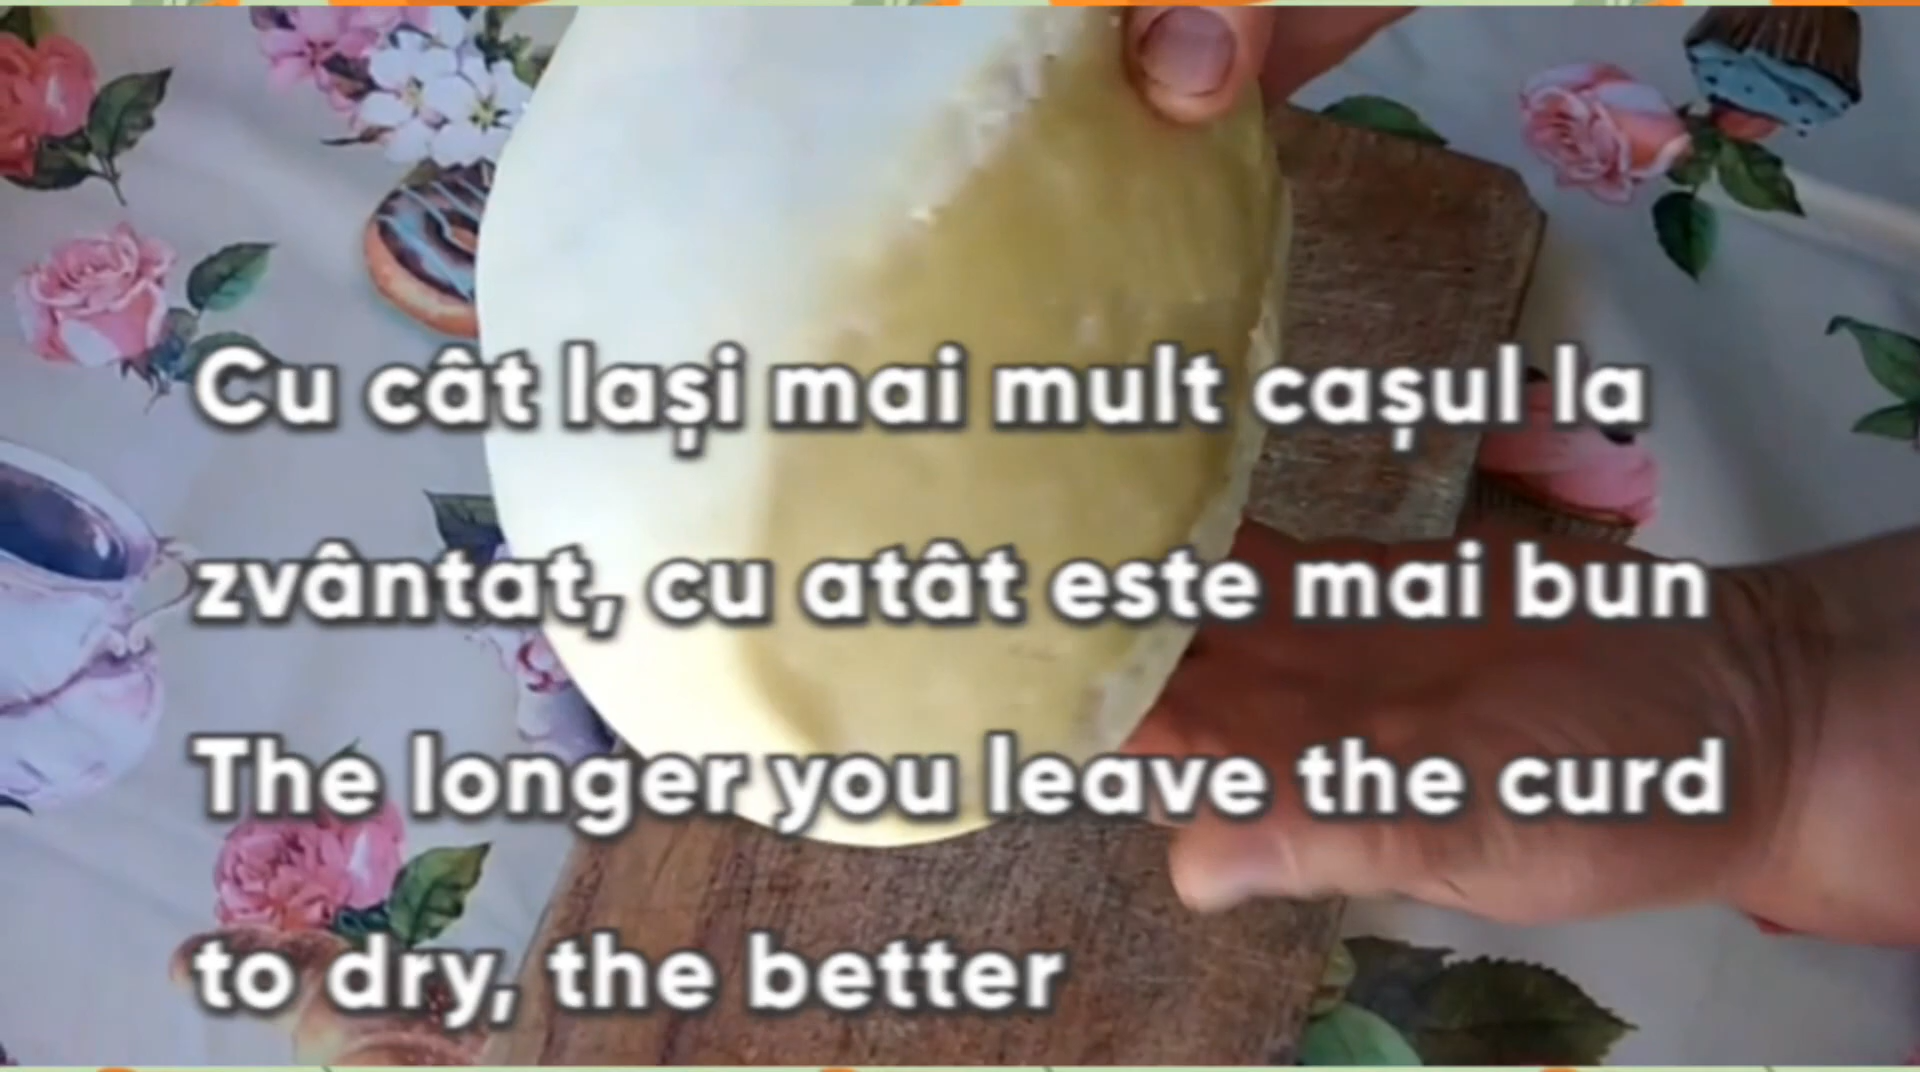 Cu cât lași mai mult cașul la
zvântat, cu atât este mai bun
The longer you leave the curd
to dry, the better